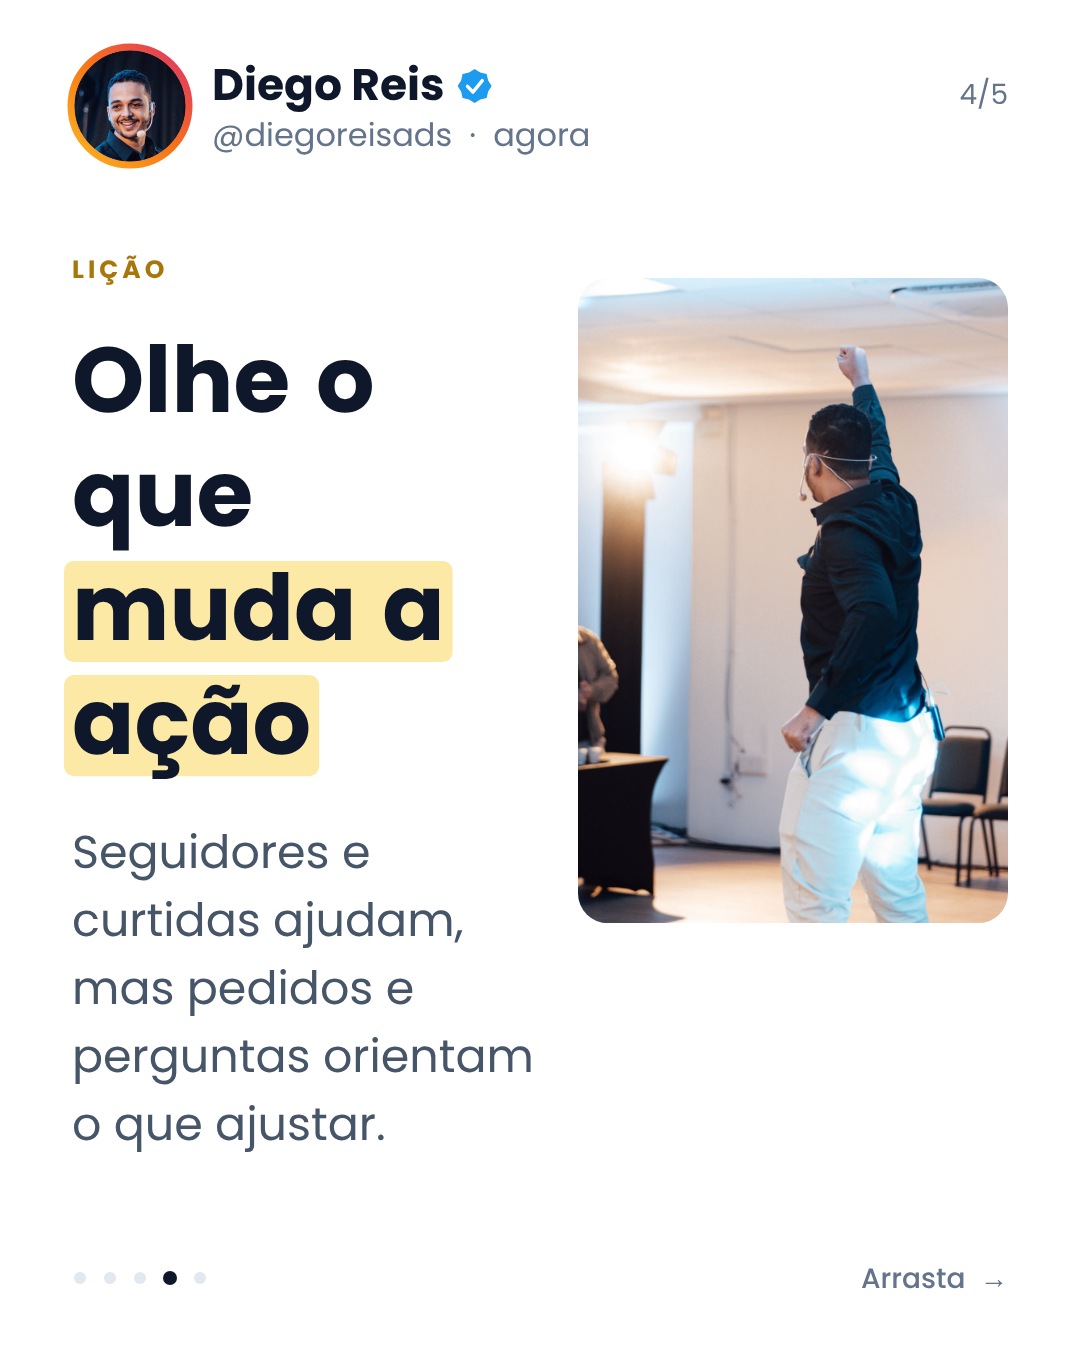 Diego Reis
@diegoreisads · agora
4/5
LIÇÃO
Olhe o
que
muda a
ação
Seguidores e
curtidas ajudam,
mas pedidos e
perguntas orientam
o que ajustar.
Arrasta →